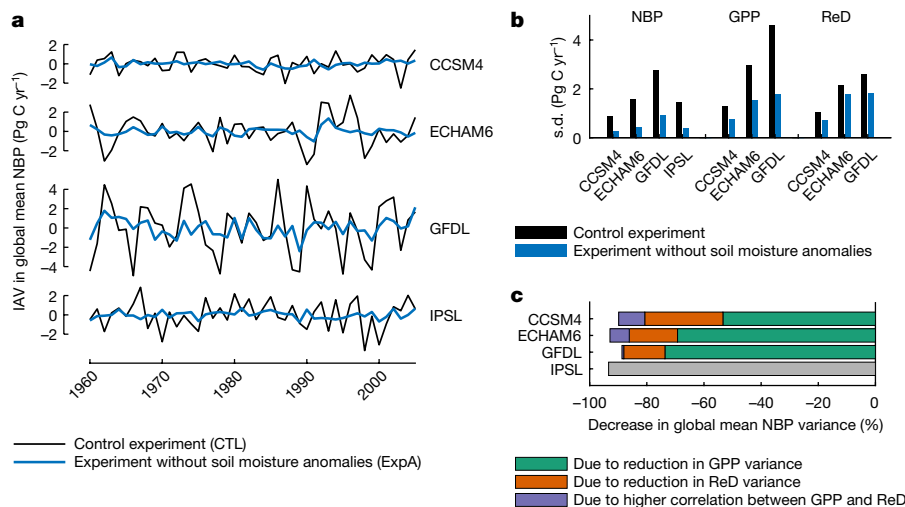 a
IAV in global mean NBP (Pg C yr⁻¹)
2
0
−2
CCSM4
2
0
−2
ECHAM6
4
2
0
−2
−4
GFDL
2
0
−2
IPSL
1960
1970
1980
1990
2000
Control experiment (CTL)
Experiment without soil moisture anomalies (ExpA)
b
NBP GPP ReD
s.d. (Pg C yr⁻¹)
4
2
0
CCSM4
ECHAM6
GFDL
IPSL
CCSM4
ECHAM6
GFDL
CCSM4
ECHAM6
GFDL
Control experiment
Experiment without soil moisture anomalies
c
CCSM4
ECHAM6
GFDL
IPSL
−100 −80 −60 −40 −20 0
Decrease in global mean NBP variance (%)
Due to reduction in GPP variance
Due to reduction in ReD variance
Due to higher correlation between GPP and ReD